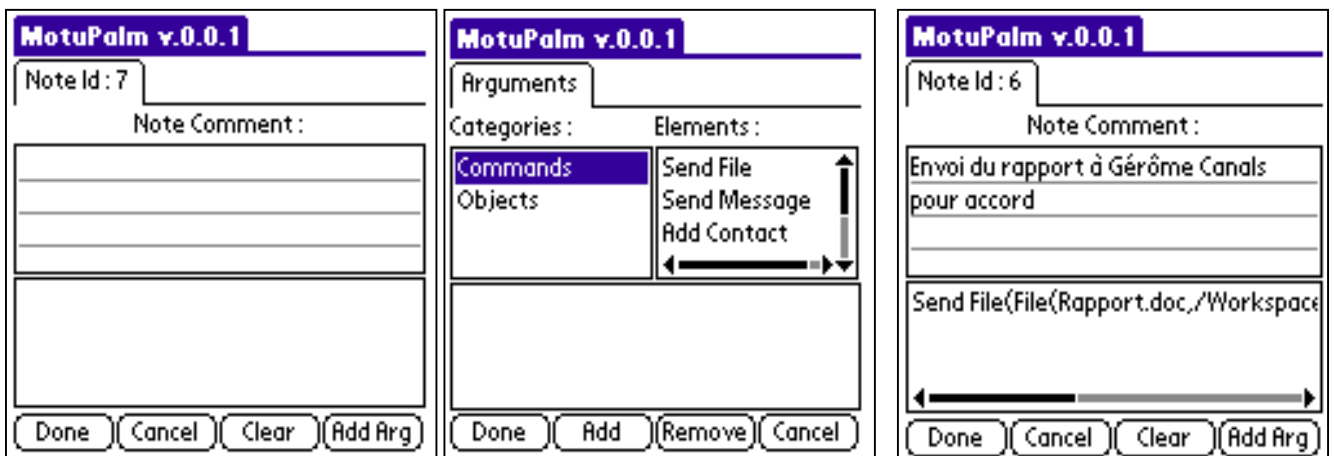 MotuPalm v.0.0.1
Note Id : 7
Note Comment :
Done Cancel Clear Add Arg
MotuPalm v.0.0.1
Arguments
Categories : Elements :
Commands Send File
Objects Send Message
Add Contact
Done Add Remove Cancel
MotuPalm v.0.0.1
Note Id : 6
Note Comment :
Envoi du rapport à Gérôme Canals
pour accord
Send File(File(Rapport.doc,/Workspace
Done Cancel Clear Add Arg